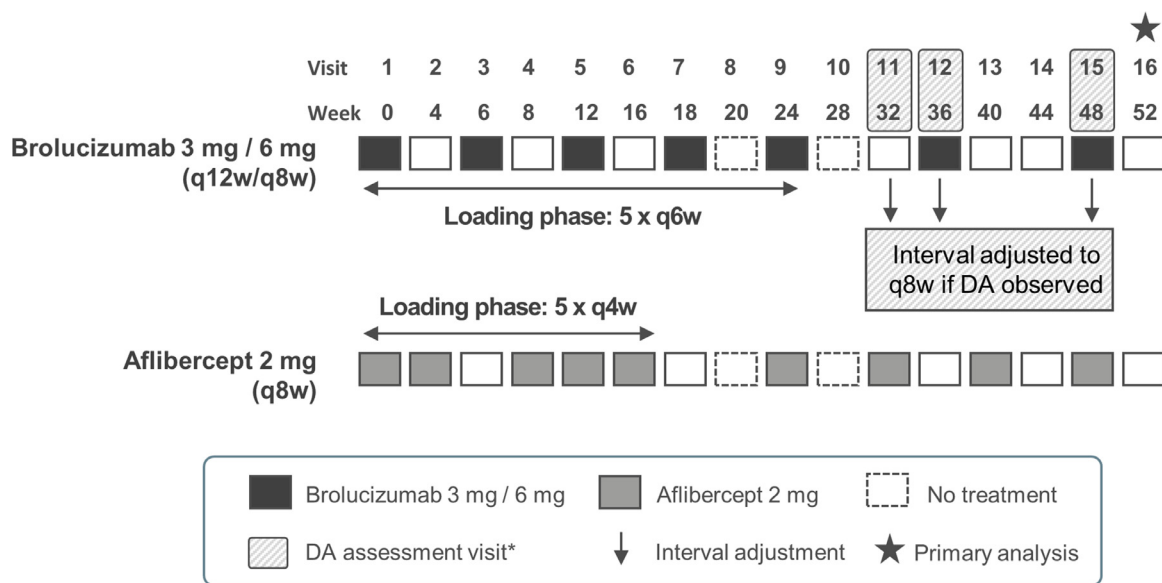 Visit 1 2 3 4 5 6 7 8 9 10 11 12 13 14 15 16
Week 0 4 6 8 12 16 18 20 24 28 32 36 40 44 48 52
Brolucizumab 3 mg / 6 mg
(q12w/q8w)
Loading phase: 5 x q6w
Interval adjusted to
q8w if DA observed
Loading phase: 5 x q4w
Aflibercept 2 mg
(q8w)
Brolucizumab 3 mg / 6 mg Aflibercept 2 mg No treatment
DA assessment visit* Interval adjustment Primary analysis